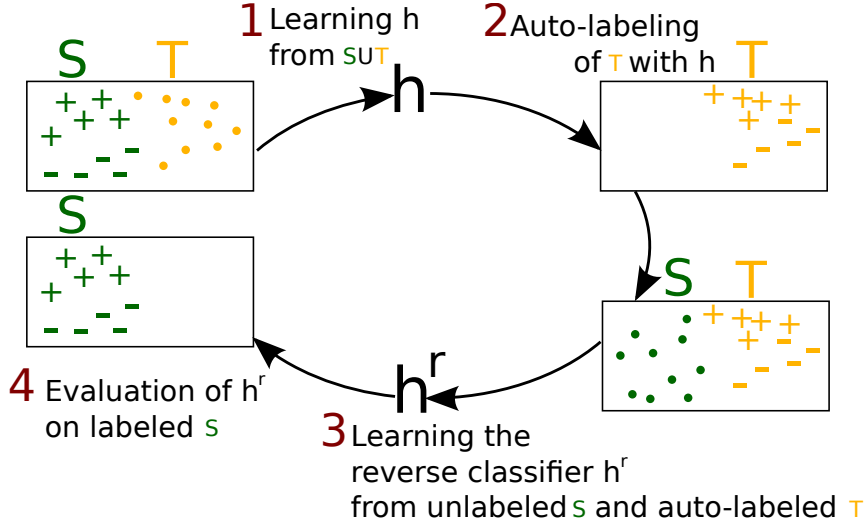 1 Learning h
from SUT
S T
h
2 Auto-labeling
of T with h
T
S T
h^r
3 Learning the
reverse classifier h^r
from unlabeled S and auto-labeled T
S
4 Evaluation of h^r
on labeled S